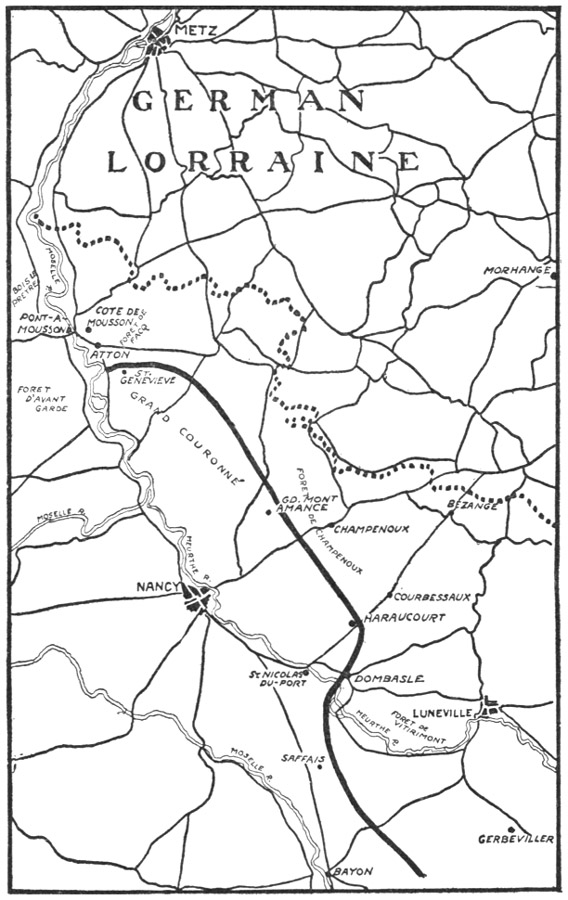 METZ
GERMAN
LORRAINE
MORHANGE
MOSELLE R.
BOIS LE
PRETRE
PONT-A-
MOUSSON
COTE DE
MOUSSON
FORET DE
FACQ
ATTON
ST.
GENEVIEVE
FORET
D'AVANT
GARDE
GRAND COURONNÉ
FORET DE CHAMPENOUX
GD. MONT
AMANCE
BEZANGE
MOSELLE R.
CHAMPENOUX
MEURTHE R.
NANCY
COURBESSAUX
HARAUCOURT
ST NICOLAS
DU-PORT
DOMBASLE
LUNEVILLE
MEURTHE R.
FORET DE
VITIRIMONT
MOSELLE R.
SAFFAIS
GERBEVILLER
BAYON